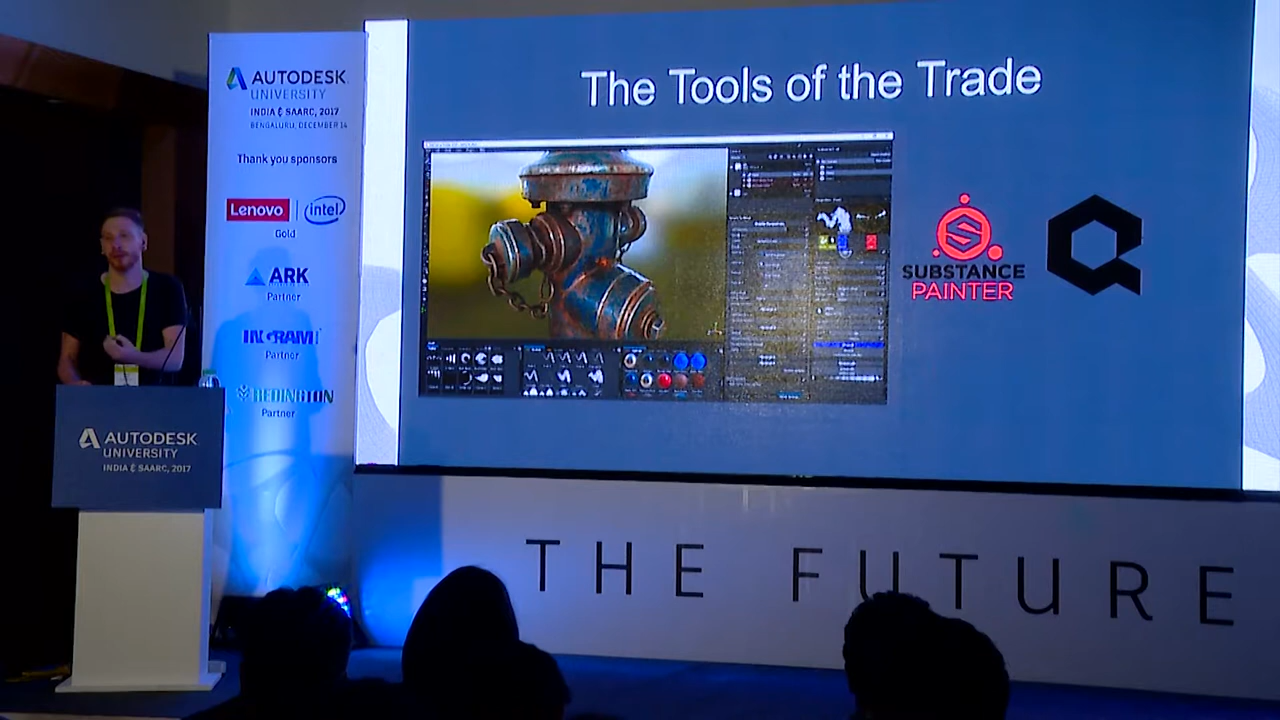 AUTODESK
UNIVERSITY
INDIA & SAARC, 2017
BENGALURU, DECEMBER 14
Thank you sponsors
Lenovo
intel
Gold
ARK
Partner
INGRAM
Partner
REDINGTON
Partner
The Tools of the Trade
SUBSTANCE
PAINTER
AUTODESK
UNIVERSITY
INDIA & SAARC, 2017
THE FUTURE